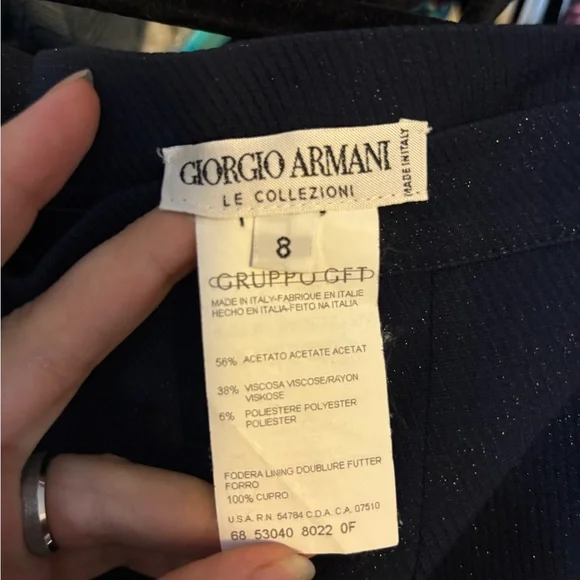 GIORGIO ARMANI
LE COLLEZIONI
MADE IN ITALY
8
GRUPPO GFT
MADE IN ITALY-FABRIQUE EN ITALIE
HECHO EN ITALIA-FEITO NA ITALIA
56% ACETATO ACETATE ACETAT
38% VISCOSA VISCOSE/RAYON
VISKOSE
6% POLIESTERE POLYESTER
POLIESTER
FODERA LINING DOUBLURE FUTTER
FORRO
100% CUPRO
U.S.A. R.N. 54784 C.D.A. C.A. 07510
68 53040 8022 0F